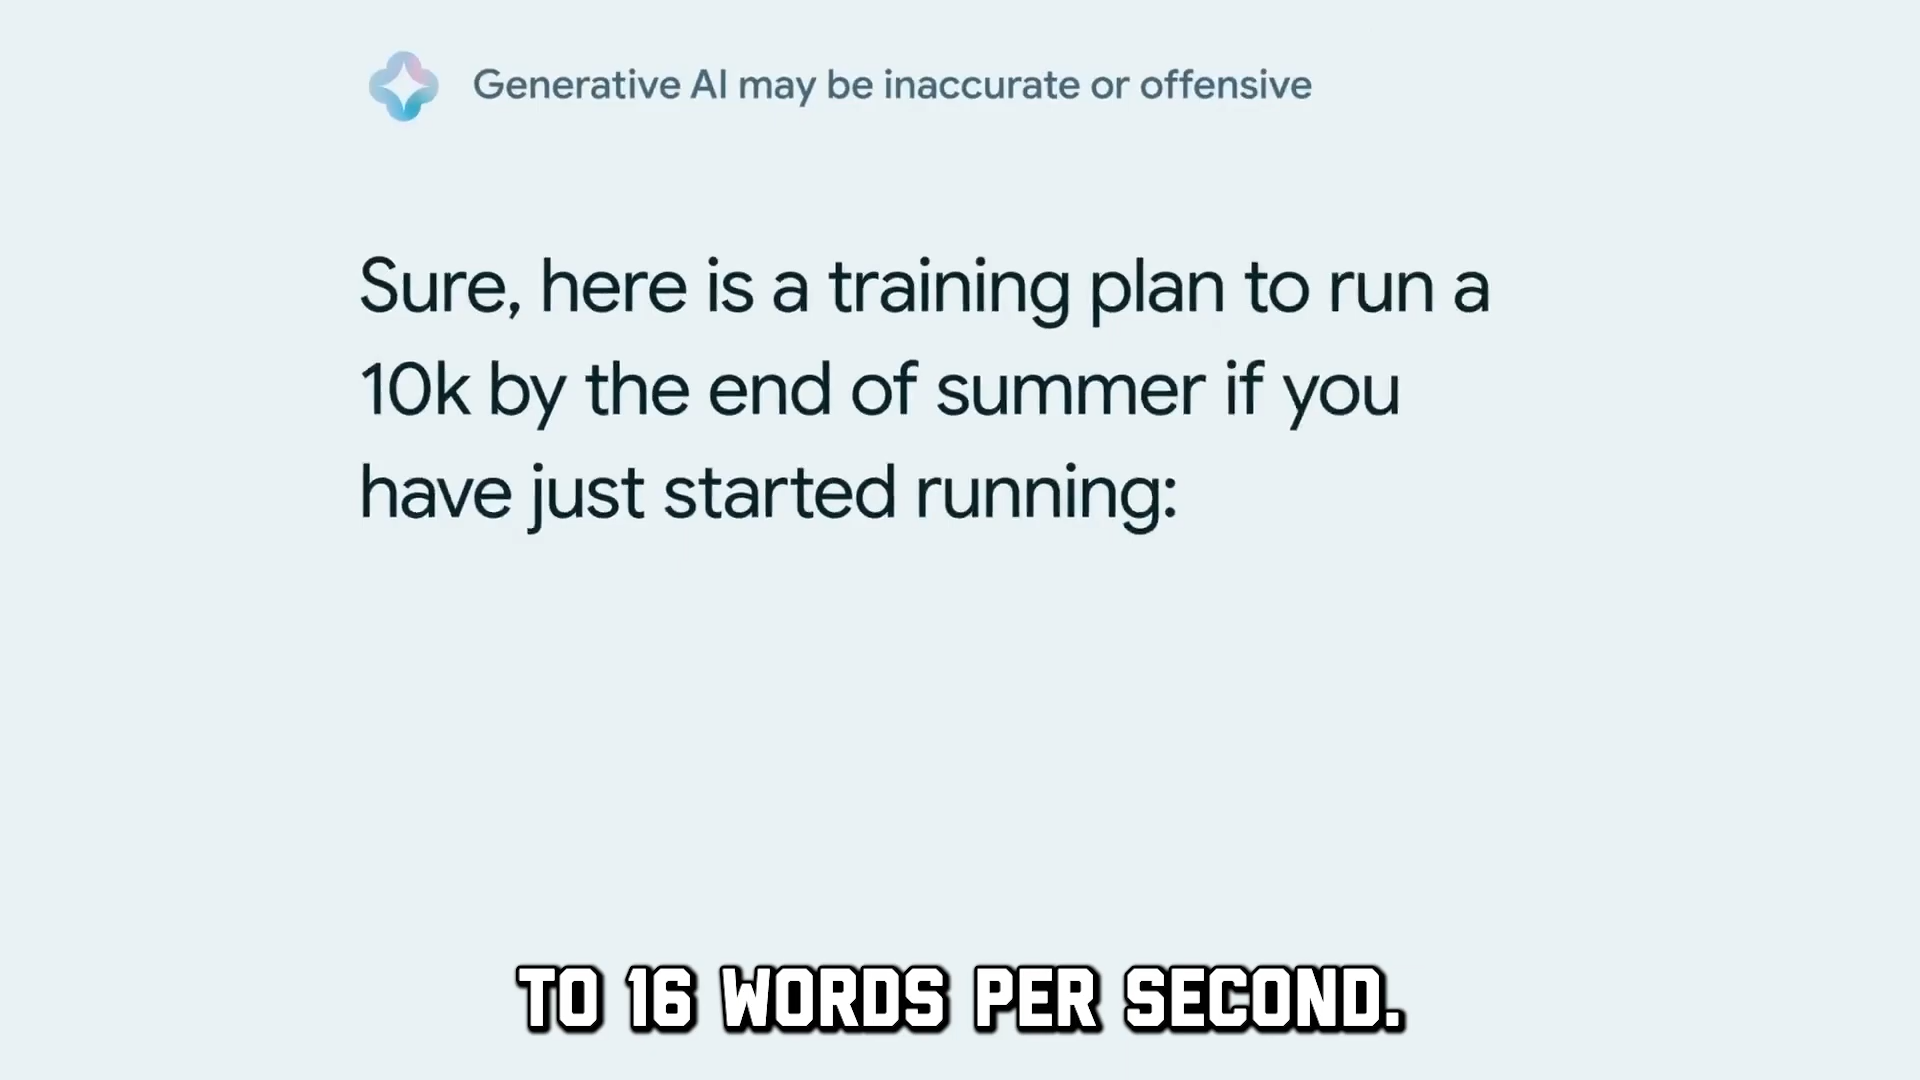 Generative AI may be inaccurate or offensive
Sure, here is a training plan to run a
10k by the end of summer if you
have just started running:
TO 16 WORDS PER SECOND.